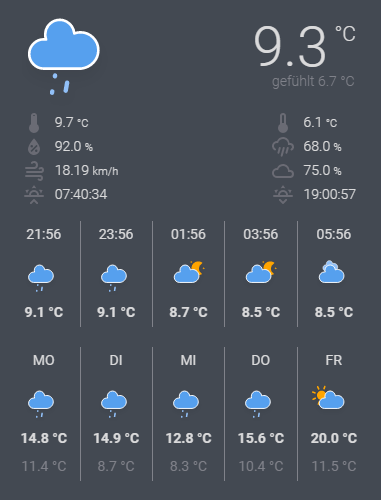 9.3 °C
gefühlt 6.7 °C
9.7 °C 6.1 °C
92.0 % 68.0 %
18.19 km/h 75.0 %
07:40:34 19:00:57
21:56 23:56 01:56 03:56 05:56
9.1 °C 9.1 °C 8.7 °C 8.5 °C 8.5 °C
MO DI MI DO FR
14.8 °C 14.9 °C 12.8 °C 15.6 °C 20.0 °C
11.4 °C 8.7 °C 8.3 °C 10.4 °C 11.5 °C